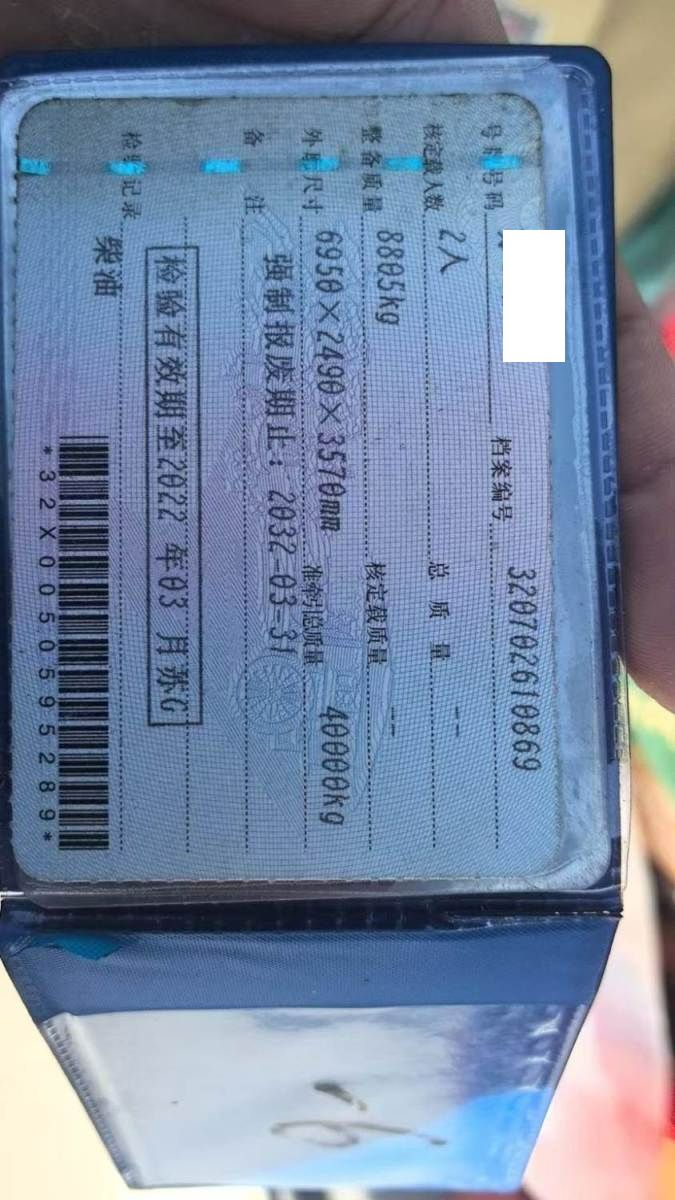 号牌号码 档案编号 320702610869
核定载人数 2人 总质量 --
整备质量 8805kg 核定载质量 --
外廓尺寸 6950×2490×3570mm 准牵引总质量 40000kg
备注 强制报废期止：2032-03-31
检验有效期至2022年03月苏G
检验记录
柴油
*32X0050595289*